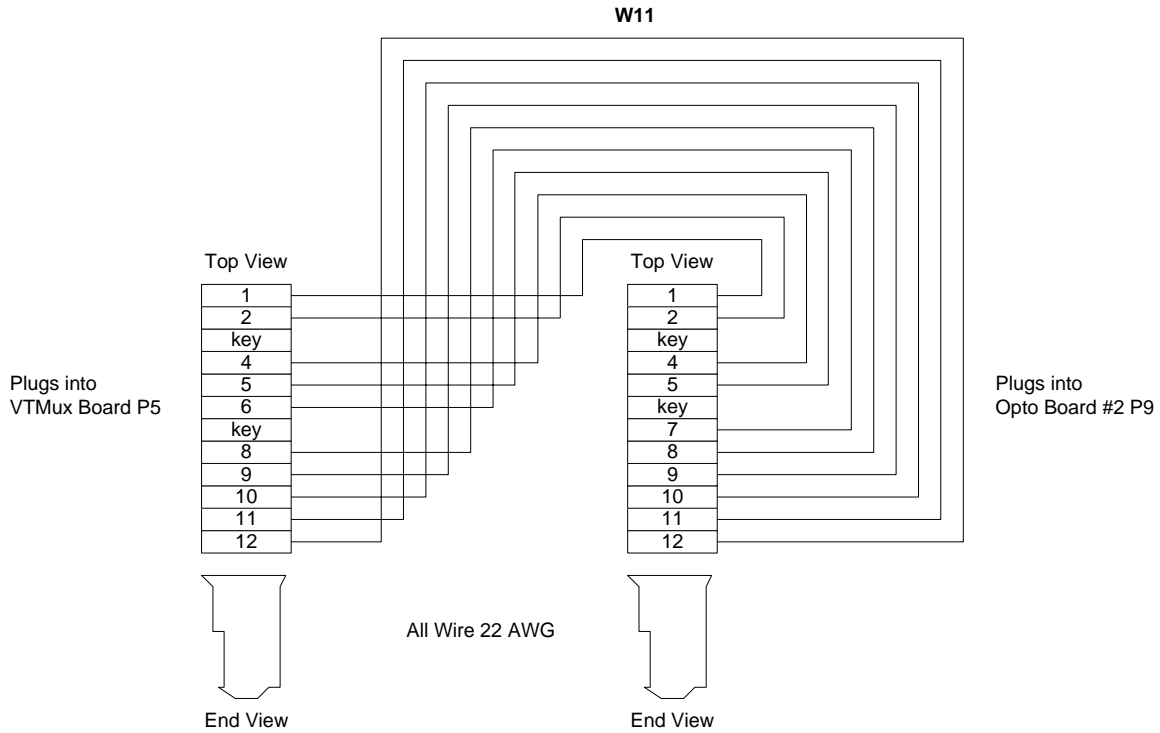 W11
Top View
1
2
key
4
5
6
key
8
9
10
11
12
Top View
1
2
key
4
5
key
7
8
9
10
11
12
Plugs into
VTMux Board P5
Plugs into
Opto Board #2 P9
All Wire 22 AWG
End View
End View